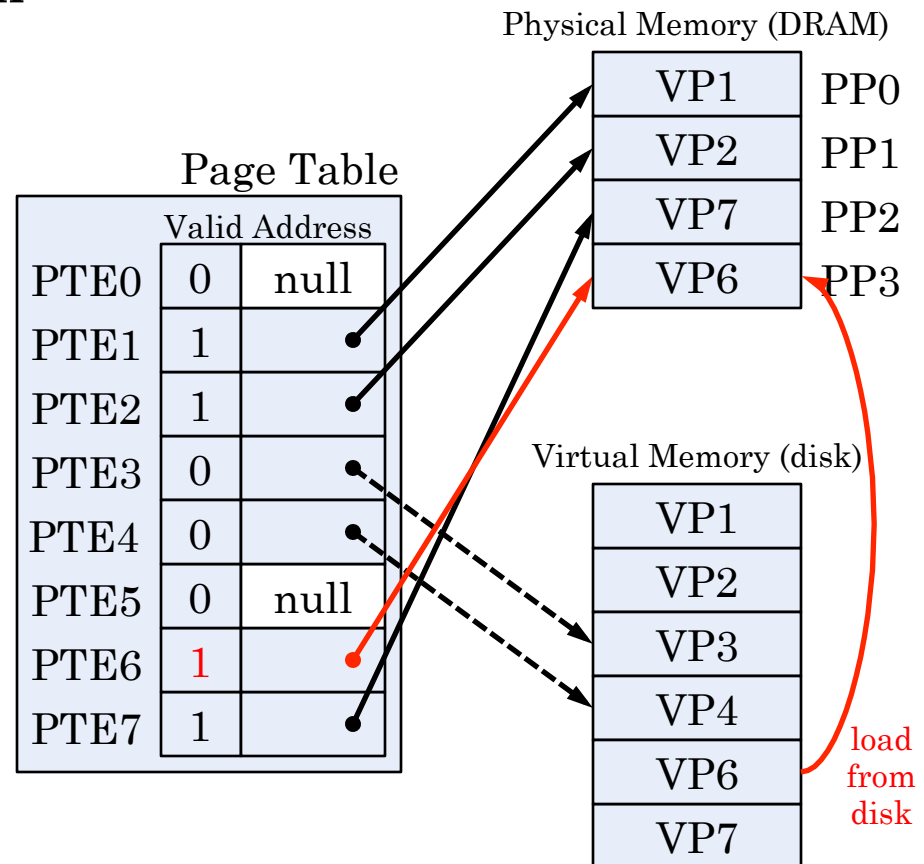 Physical Memory (DRAM)
VP1 PP0
VP2 PP1
VP7 PP2
VP6 PP3
Page Table
Valid Address
PTE0 0 null
PTE1 1
PTE2 1
PTE3 0
PTE4 0
PTE5 0 null
PTE6 1
PTE7 1
Virtual Memory (disk)
VP1
VP2
VP3
VP4
VP6
VP7
load
from
disk